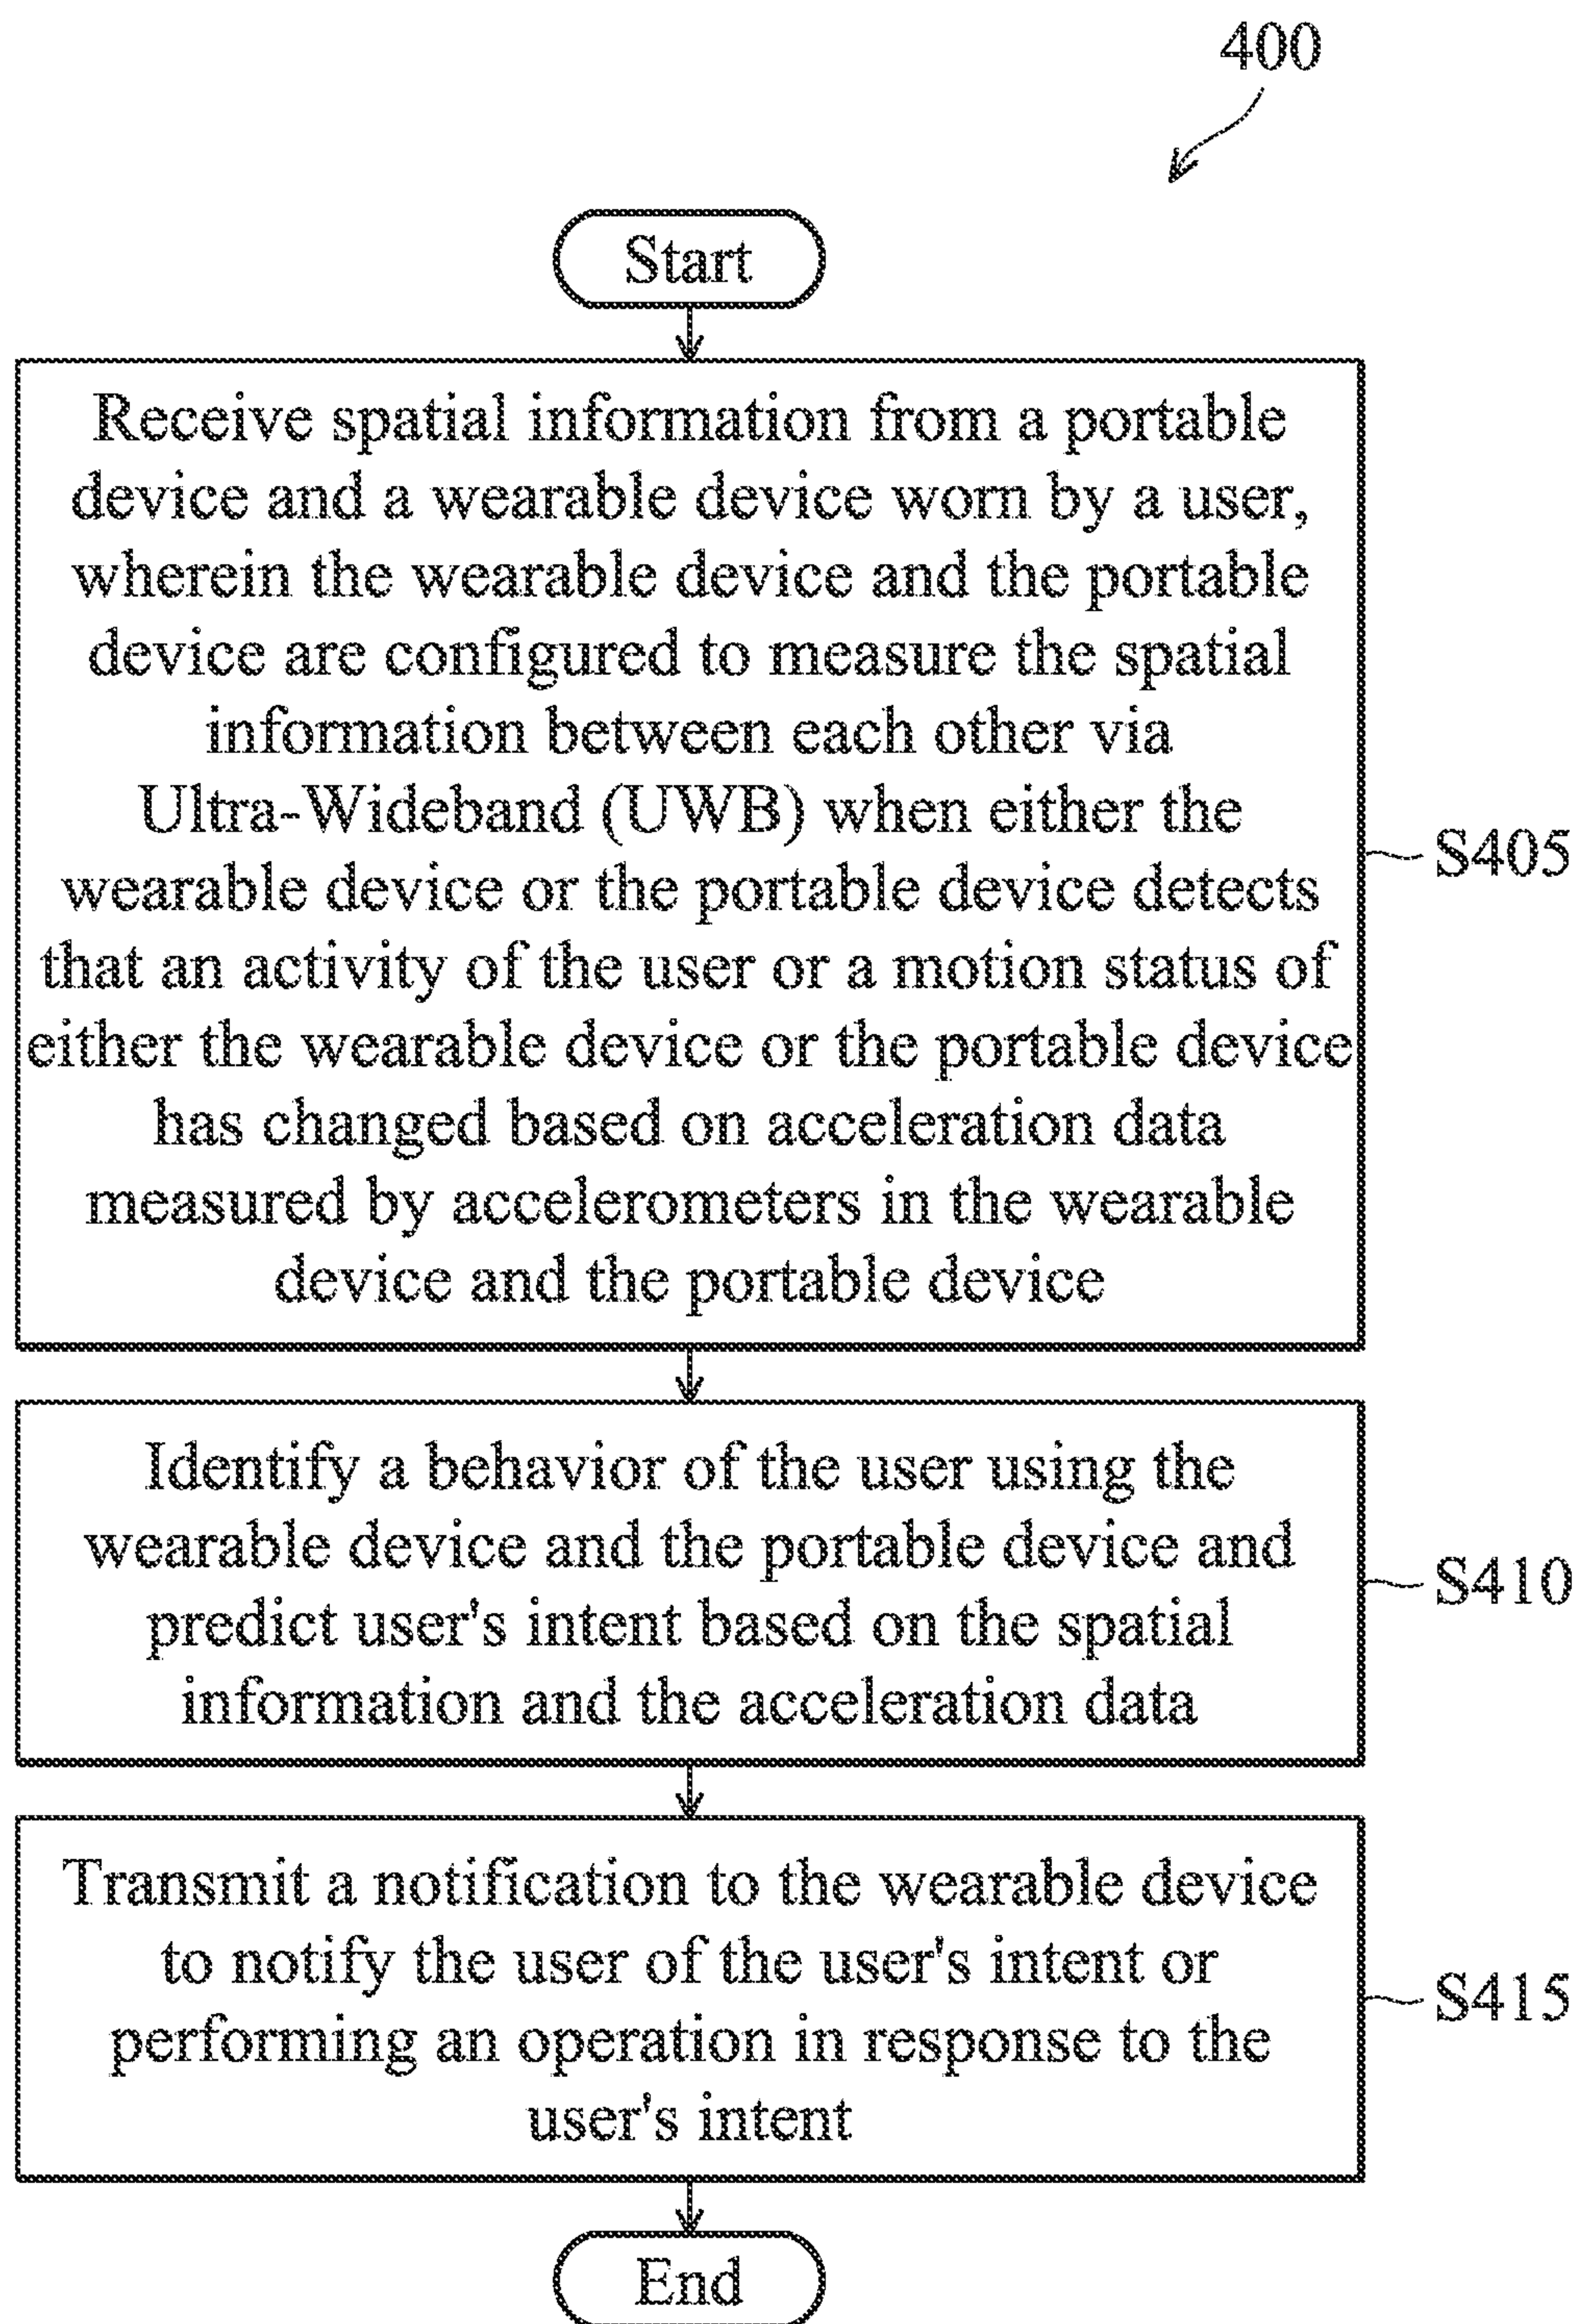 400
Start
Receive spatial information from a portable
device and a wearable device worn by a user,
wherein the wearable device and the portable
device are configured to measure the spatial
information between each other via
Ultra-Wideband (UWB) when either the
wearable device or the portable device detects
that an activity of the user or a motion status of
either the wearable device or the portable device
has changed based on acceleration data
measured by accelerometers in the wearable
device and the portable device
S405
Identify a behavior of the user using the
wearable device and the portable device and
predict user's intent based on the spatial
information and the acceleration data
S410
Transmit a notification to the wearable device
to notify the user of the user's intent or
performing an operation in response to the
user's intent
S415
End